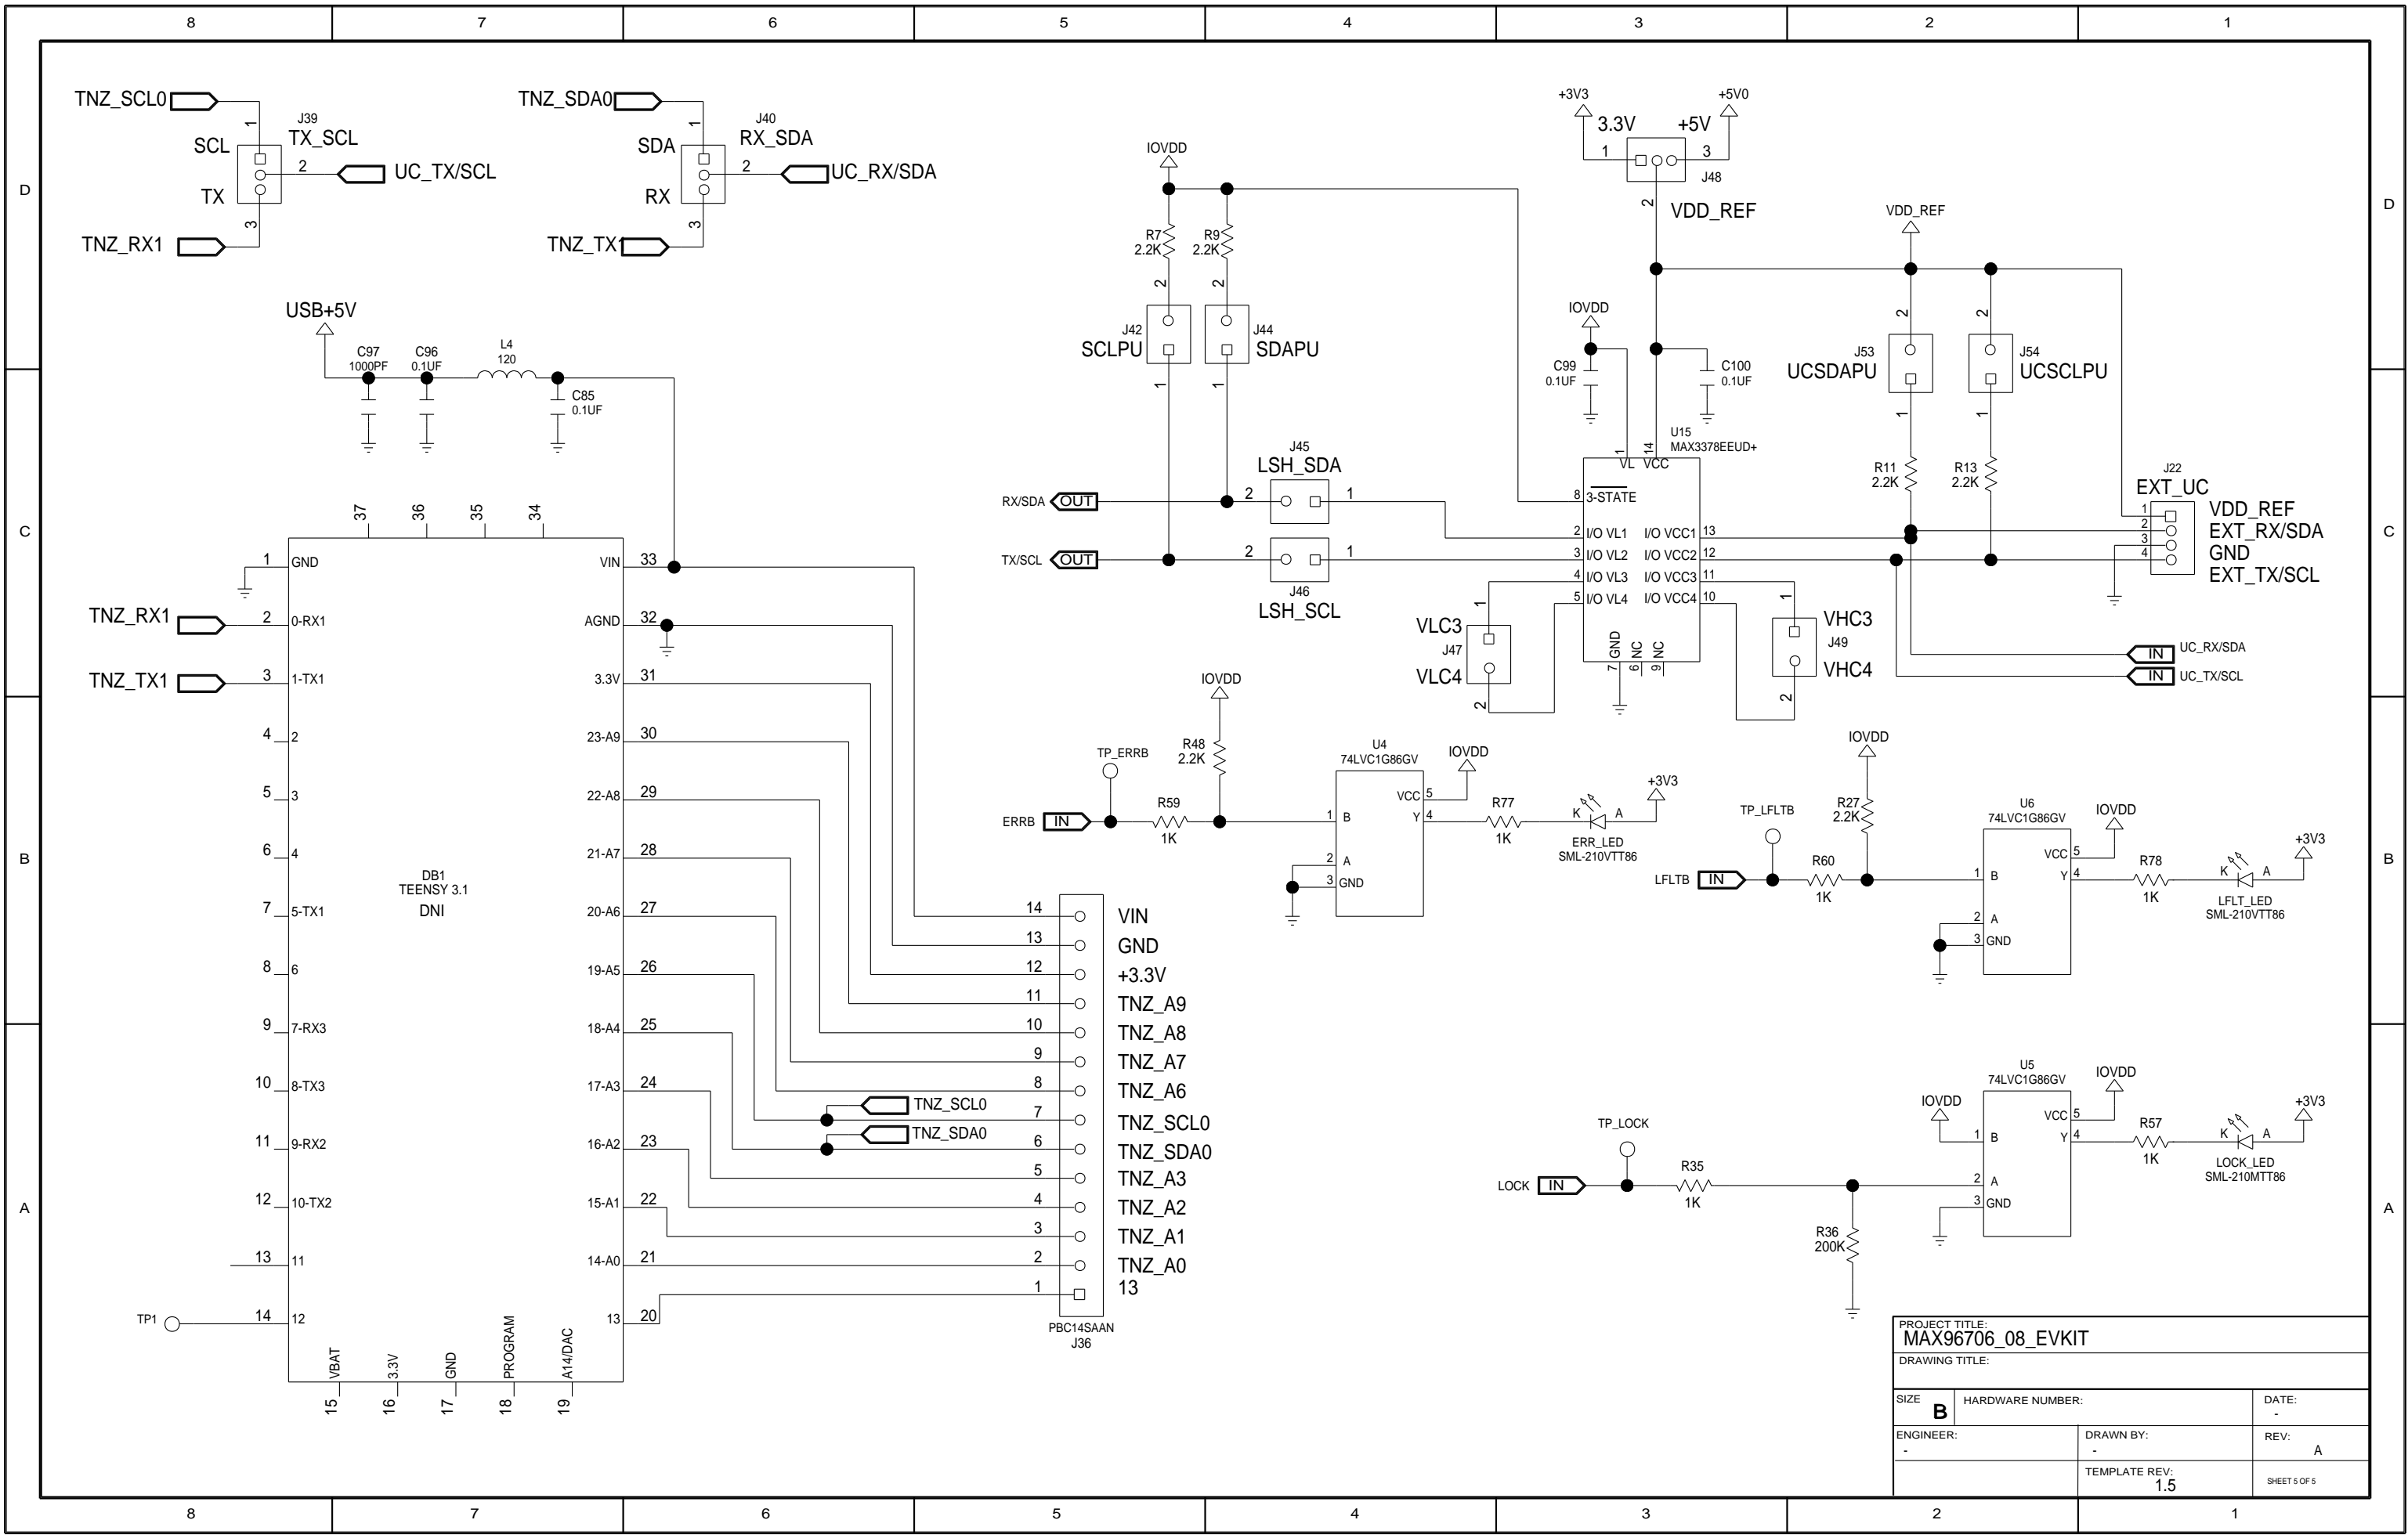 8 7 6 5 4 3 2 1
D
C
B
A
D
C
B
A
TNZ_SCL0
1
J39
TX_SCL
SCL
2
UC_TX/SCL
TX
3
TNZ_RX1
TNZ_SDA0
1
J40
RX_SDA
SDA
2
UC_RX/SDA
RX
3
TNZ_TX1
USB+5V
C97
1000PF
C96
0.1UF
L4
120
C85
0.1UF
37 36 35 34
1 GND
TNZ_RX1
2 0-RX1
TNZ_TX1
3 1-TX1
4 2
5 3
6 4
7 5-TX1
8 6
9 7-RX3
10 8-TX3
11 9-RX2
12 10-TX2
13 11
TP1
14 12
DB1
TEENSY 3.1
DNI
VIN 33
AGND 32
3.3V 31
23-A9 30
22-A8 29
21-A7 28
20-A6 27
19-A5 26
18-A4 25
17-A3 24
16-A2 23
15-A1 22
14-A0 21
13 20
VBAT 3.3V GND PROGRAM A14/DAC
15 16 17 18 19
TNZ_SCL0
TNZ_SDA0
14 VIN
13 GND
12 +3.3V
11 TNZ_A9
10 TNZ_A8
9 TNZ_A7
8 TNZ_A6
7 TNZ_SCL0
6 TNZ_SDA0
5 TNZ_A3
4 TNZ_A2
3 TNZ_A1
2 TNZ_A0
1 13
PBC14SAAN
J36
IOVDD
R7
2.2K
R9
2.2K
2
2
J42
SCLPU
J44
SDAPU
1
1
RX/SDA OUT
TX/SCL OUT
J45
LSH_SDA
2 1
2 1
J46
LSH_SCL
+3V3
+5V0
3.3V +5V
1 3
J48
2
VDD_REF
IOVDD
C99
0.1UF
C100
0.1UF
U15
MAX3378EEUD+
1 14
VL VCC
8 3-STATE
2 I/O VL1 I/O VCC1 13
3 I/O VL2 I/O VCC2 12
4 I/O VL3 I/O VCC3 11
5 I/O VL4 I/O VCC4 10
GND NC NC
7 6 9
1
VLC3
J47
VLC4
2
1
VHC3
J49
VHC4
2
VDD_REF
2
2
J53
UCSDAPU
J54
UCSCLPU
1
1
R11
2.2K
R13
2.2K
J22
EXT_UC
1 VDD_REF
2 EXT_RX/SDA
3 GND
4 EXT_TX/SCL
IN UC_RX/SDA
IN UC_TX/SCL
IOVDD
R48
2.2K
TP_ERRB
ERRB IN
R59
1K
U4
74LVC1G86GV
IOVDD
VCC 5
1 B
Y 4
2 A
3 GND
R77
1K
K A
+3V3
ERR_LED
SML-210VTT86
IOVDD
R27
2.2K
TP_LFLTB
LFLTB IN
R60
1K
U6
74LVC1G86GV
IOVDD
VCC 5
1 B
Y 4
2 A
3 GND
R78
1K
K A
+3V3
LFLT_LED
SML-210VTT86
TP_LOCK
LOCK IN
R35
1K
R36
200K
IOVDD
U5
74LVC1G86GV
IOVDD
VCC 5
1 B
Y 4
2 A
3 GND
R57
1K
K A
+3V3
LOCK_LED
SML-210MTT86
PROJECT TITLE:
MAX96706_08_EVKIT
DRAWING TITLE:
SIZE
B
HARDWARE NUMBER:
DATE:
-
ENGINEER:
-
DRAWN BY:
-
REV:
A
TEMPLATE REV:
1.5
SHEET 5 OF 5
8 7 6 5 4 3 2 1